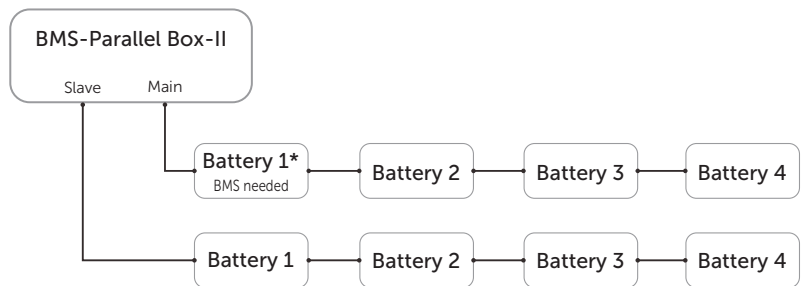 BMS-Parallel Box-II
Slave Main
Battery 1* Battery 2 Battery 3 Battery 4
BMS needed
Battery 1 Battery 2 Battery 3 Battery 4